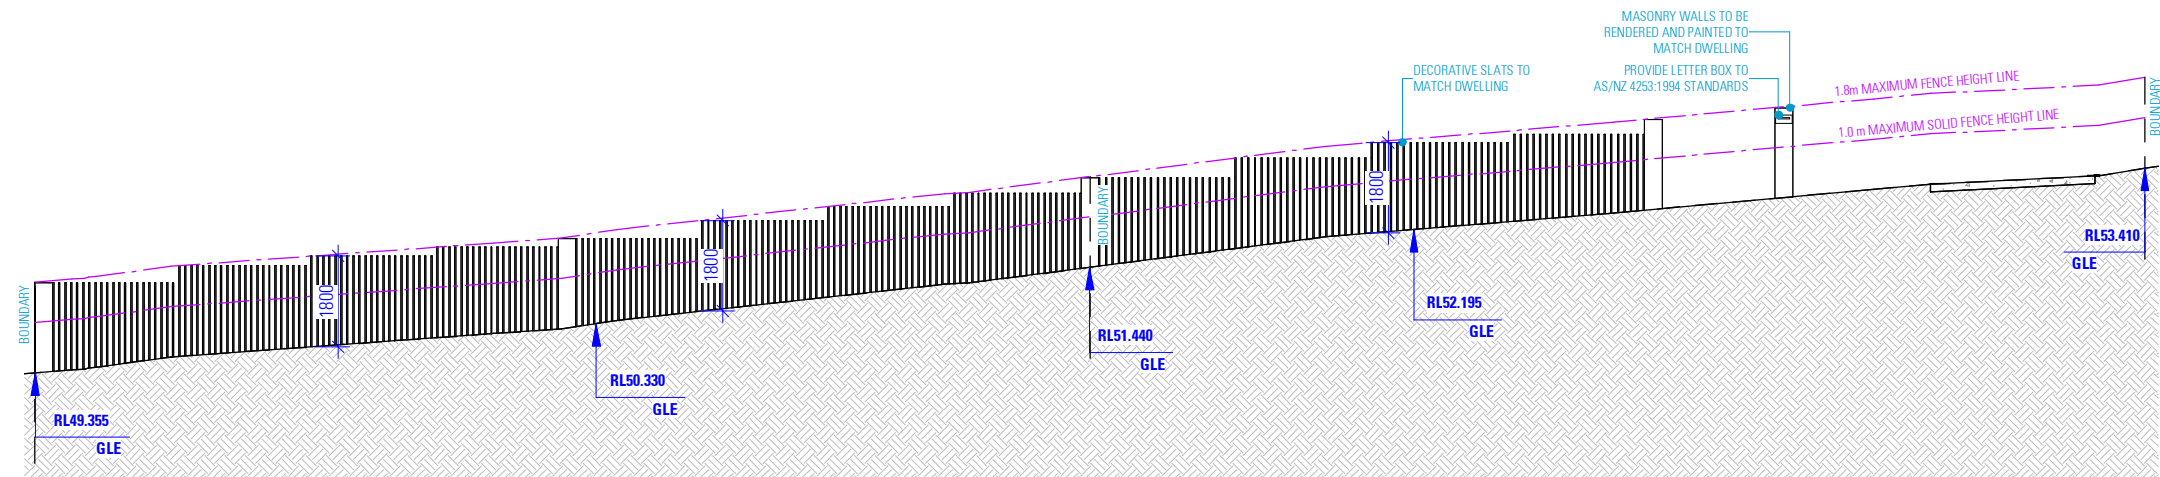 MASONRY WALLS TO BE
RENDERED AND PAINTED TO
MATCH DWELLING
DECORATIVE SLATS TO
MATCH DWELLING
PROVIDE LETTER BOX TO
AS/NZ 4253:1994 STANDARDS
1.8m MAXIMUM FENCE HEIGHT LINE
1.0 m MAXIMUM SOLID FENCE HEIGHT LINE
BOUNDARY
1800
BOUNDARY
1800
1800
BOUNDARY
RL53.410
GLE
RL52.195
GLE
RL51.440
GLE
RL50.330
GLE
RL49.355
GLE